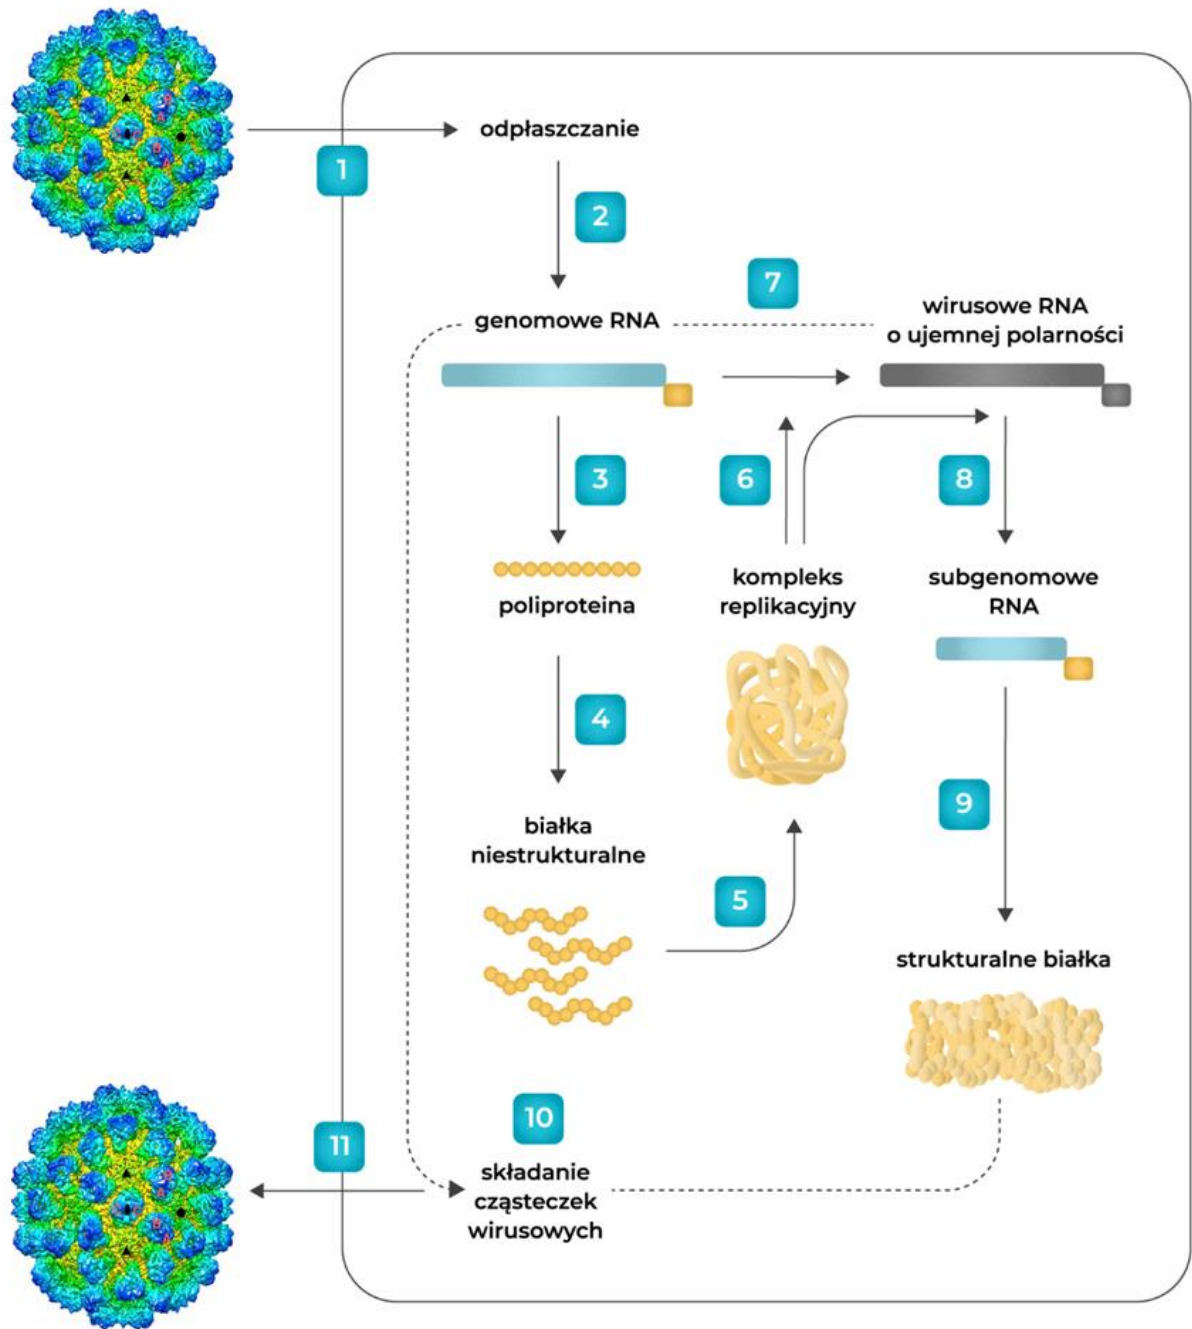 odpłaszczanie
1
2
7
genomowe RNA
wirusowe RNA
o ujemnej polarności
3
6
8
poliproteina
kompleks
replikacyjny
subgenomowe
RNA
4
9
białka
niestrukturalne
5
strukturalne białka
10
11
składanie
cząsteczek
wirusowych